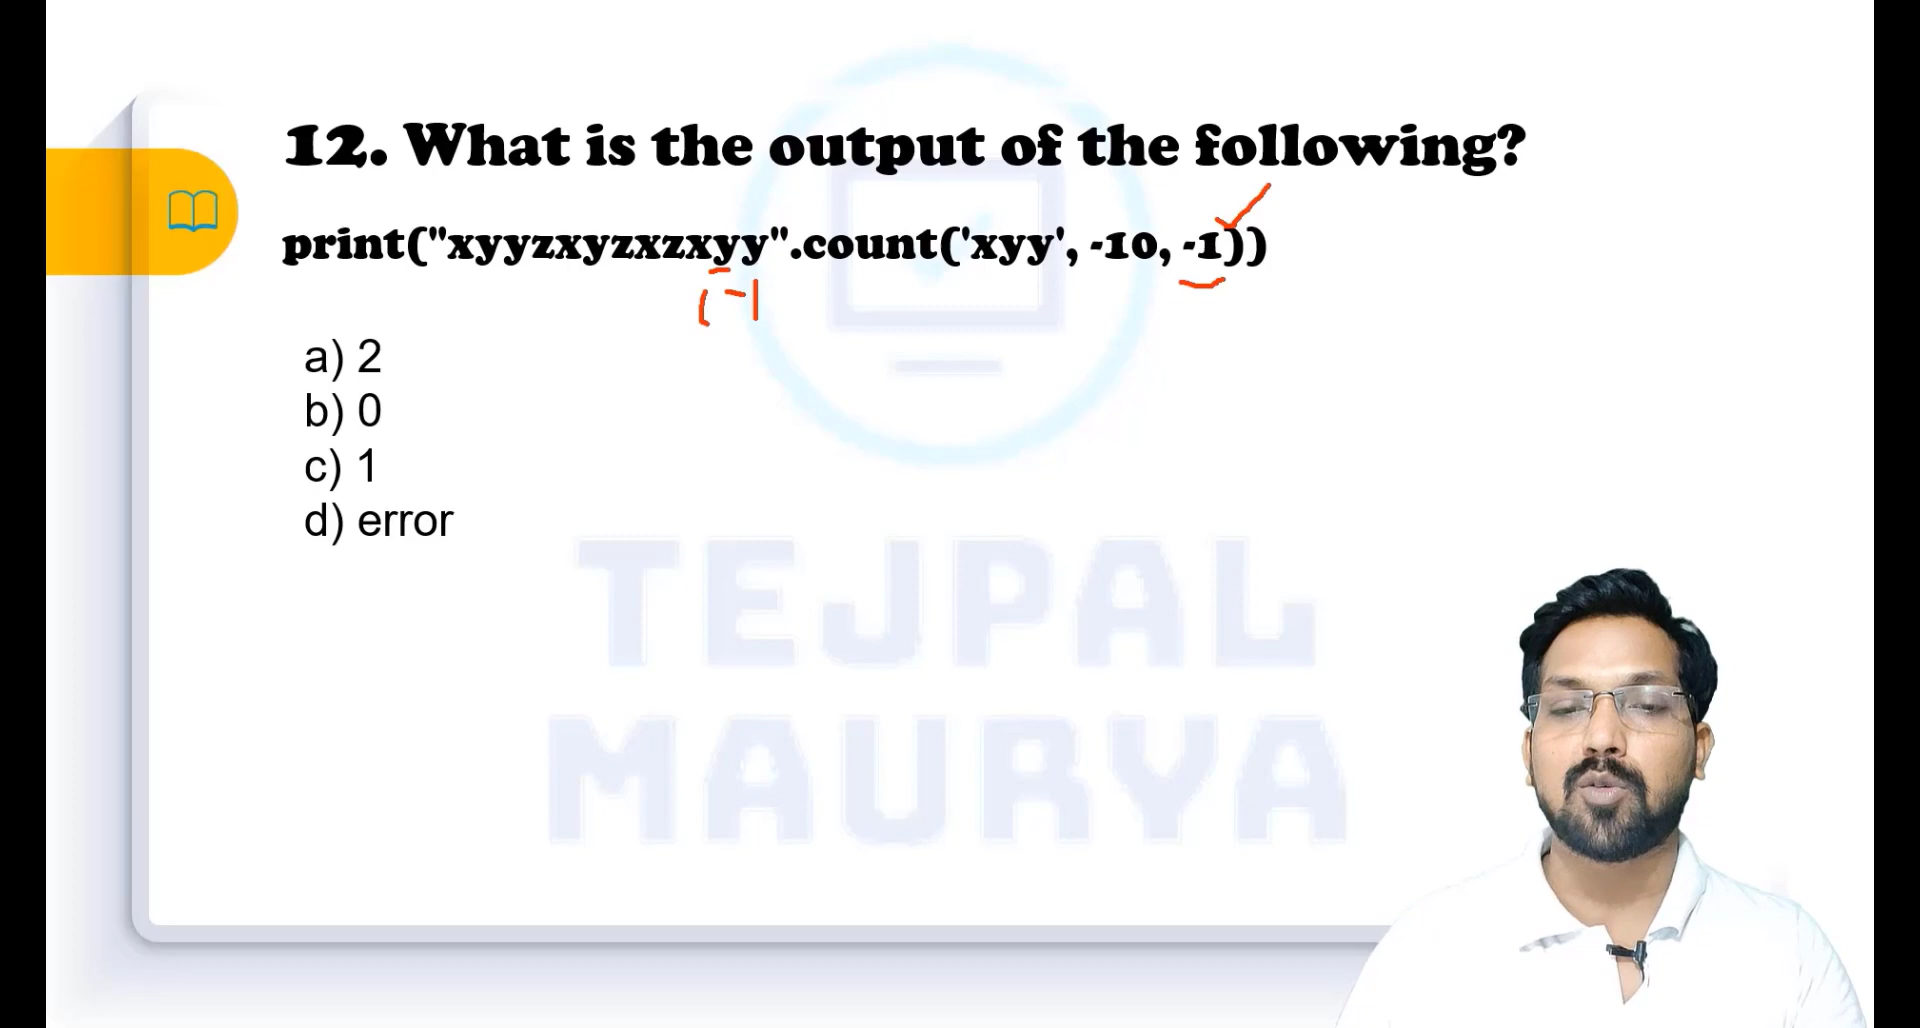 12. What is the output of the following?
print("xyyzxyzxzxyy".count('xyy', -10, -1))
(-1
a) 2
b) 0
c) 1
d) error
TEJPAL
MAURYA